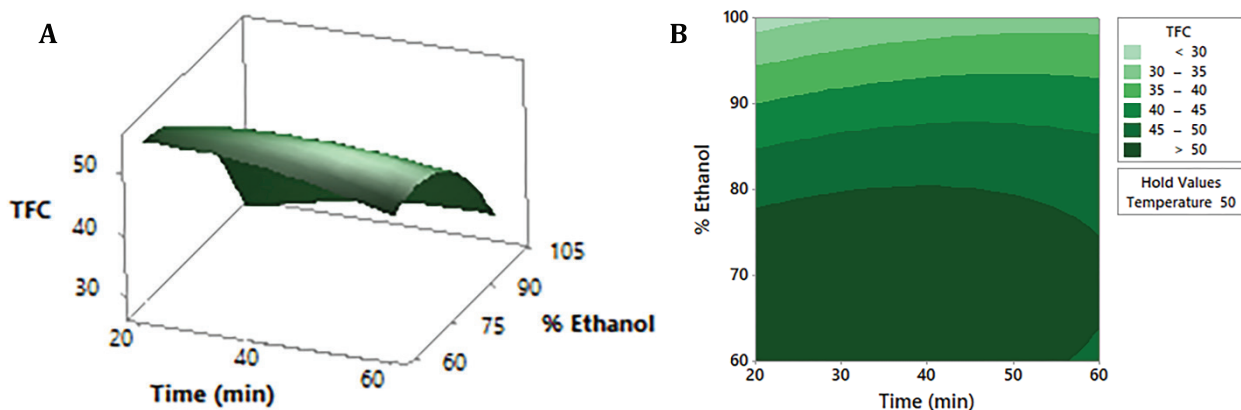 A
50
40
30
TFC
20
40
60
Time (min)
60
75
90
105
% Ethanol
B
100
90
80
70
60
% Ethanol
20
30
40
50
60
Time (min)
TFC
< 30
30 – 35
35 – 40
40 – 45
45 – 50
> 50
Hold Values
Temperature 50